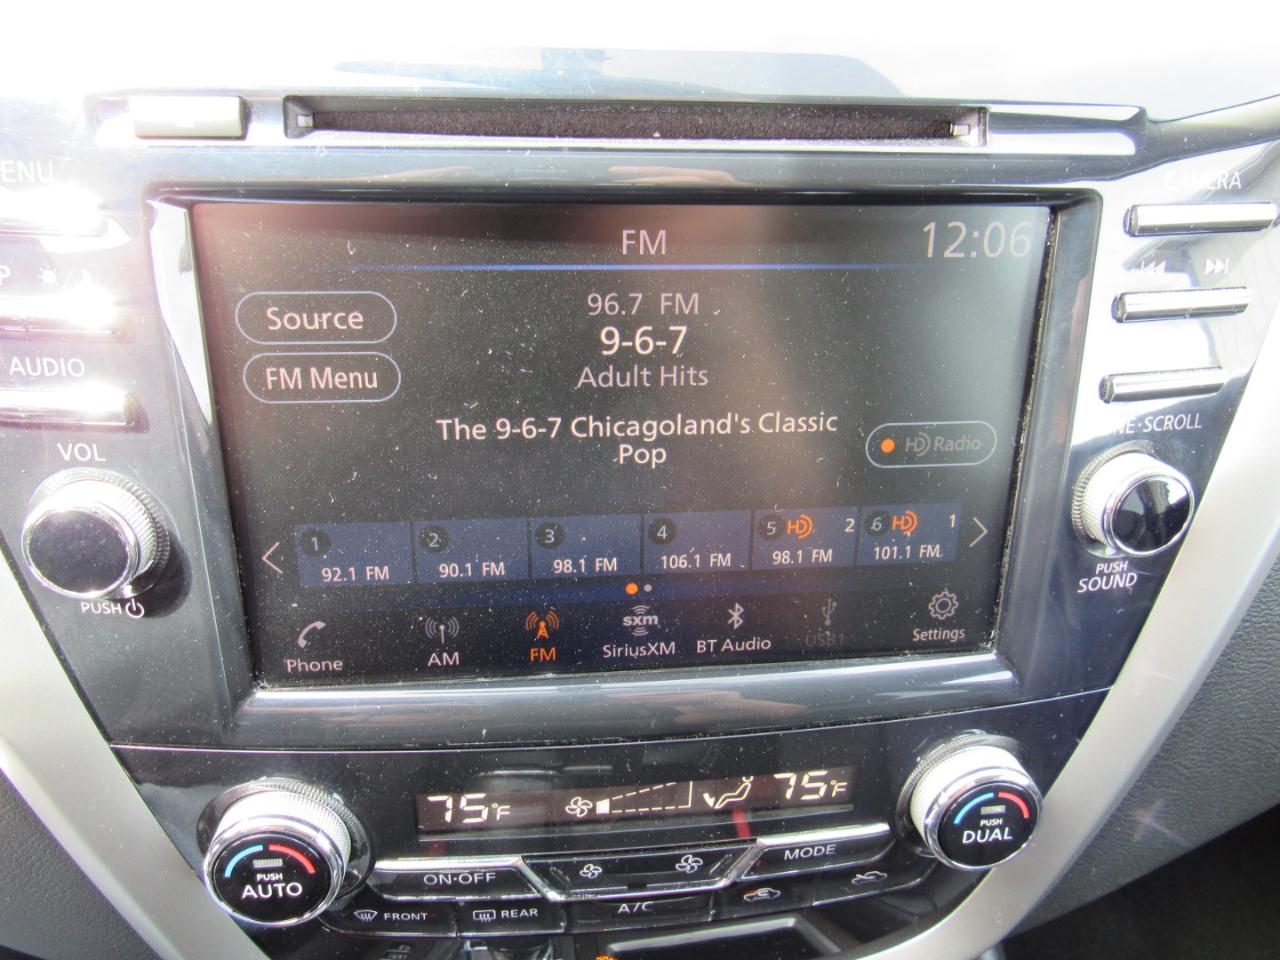 FM
12:06
Source
FM Menu
96.7 FM
9-6-7
Adult Hits
The 9-6-7 Chicagoland's Classic
Pop
HD Radio
1
92.1 FM
2
90.1 FM
3
98.1 FM
4
106.1 FM
5 HD 2
98.1 FM
6 HD 1
101.1 FM
Phone
AM
FM
sxm
SiriusXM
BT Audio
USB1
Settings
ENU
P
AUDIO
VOL
PUSH
CAMERA
NE·SCROLL
PUSH
SOUND
75°F
75°F
PUSH
AUTO
ON·OFF
MODE
PUSH
DUAL
FRONT
REAR
A/C